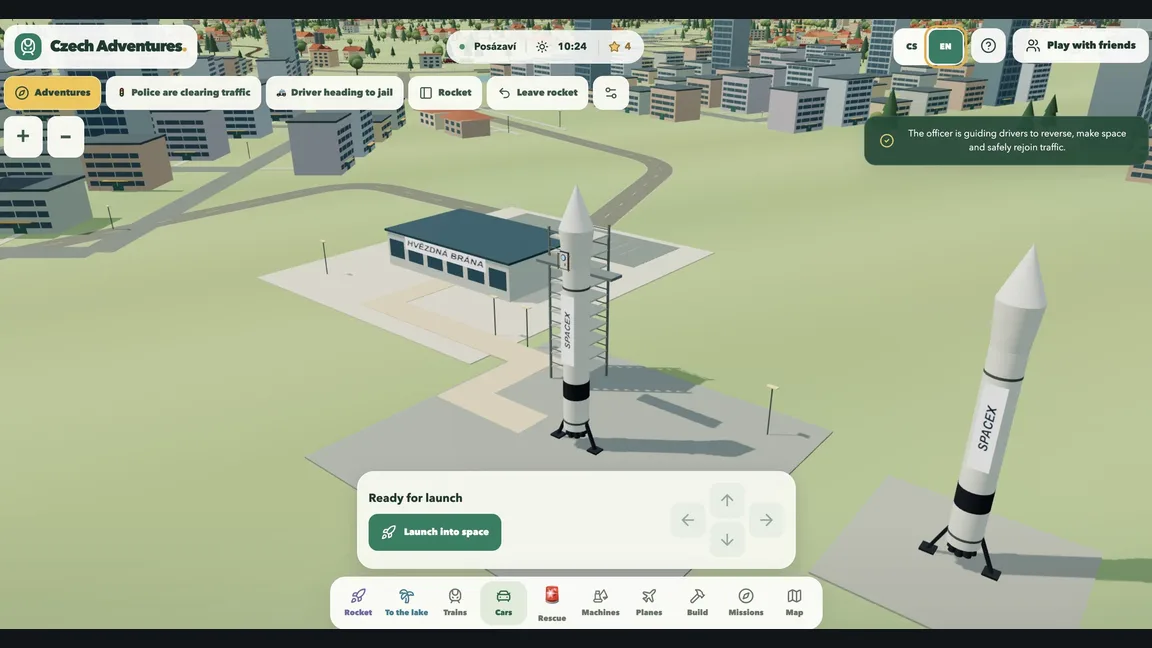 Czech Adventures.
Posázaví 10:24 4
CS EN Play with friends
Adventures Police are clearing traffic Driver heading to jail Rocket Leave rocket
The officer is guiding drivers to reverse, make space
and safely rejoin traffic.
HVĚZDNÁ BRÁNA
SPACEX
SPACEX
Ready for launch
Launch into space
Rocket To the lake Trains Cars Rescue Machines Planes Build Missions Map